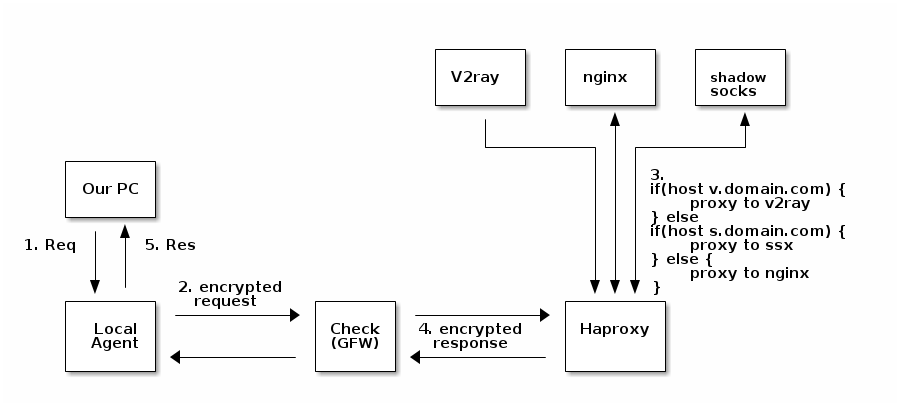 V2ray
nginx
shadow
socks
Our PC
1. Req
5. Res
3.
if(host v.domain.com) {
proxy to v2ray
} else
if(host s.domain.com) {
proxy to ssx
} else {
proxy to nginx
}
2. encrypted
request
Local
Agent
Check
(GFW)
4. encrypted
response
Haproxy